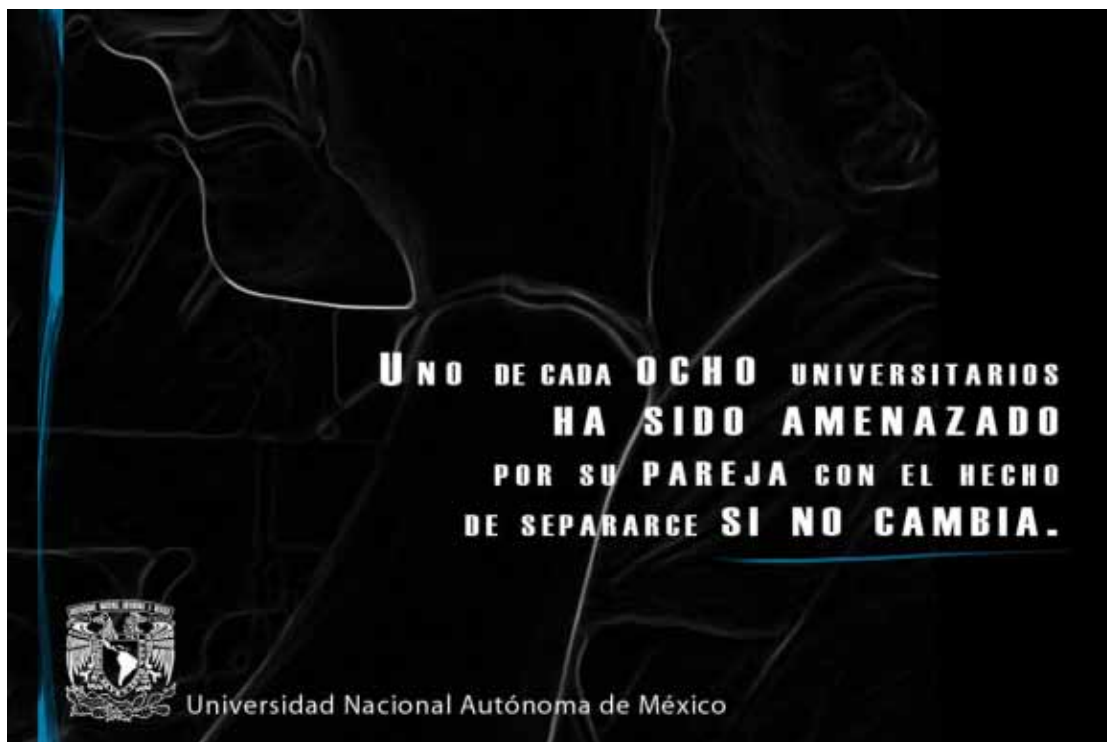 UNO DE CADA OCHO UNIVERSITARIOS
HA SIDO AMENAZADO
POR SU PAREJA CON EL HECHO
DE SEPARARCE SI NO CAMBIA.
Universidad Nacional Autónoma de México